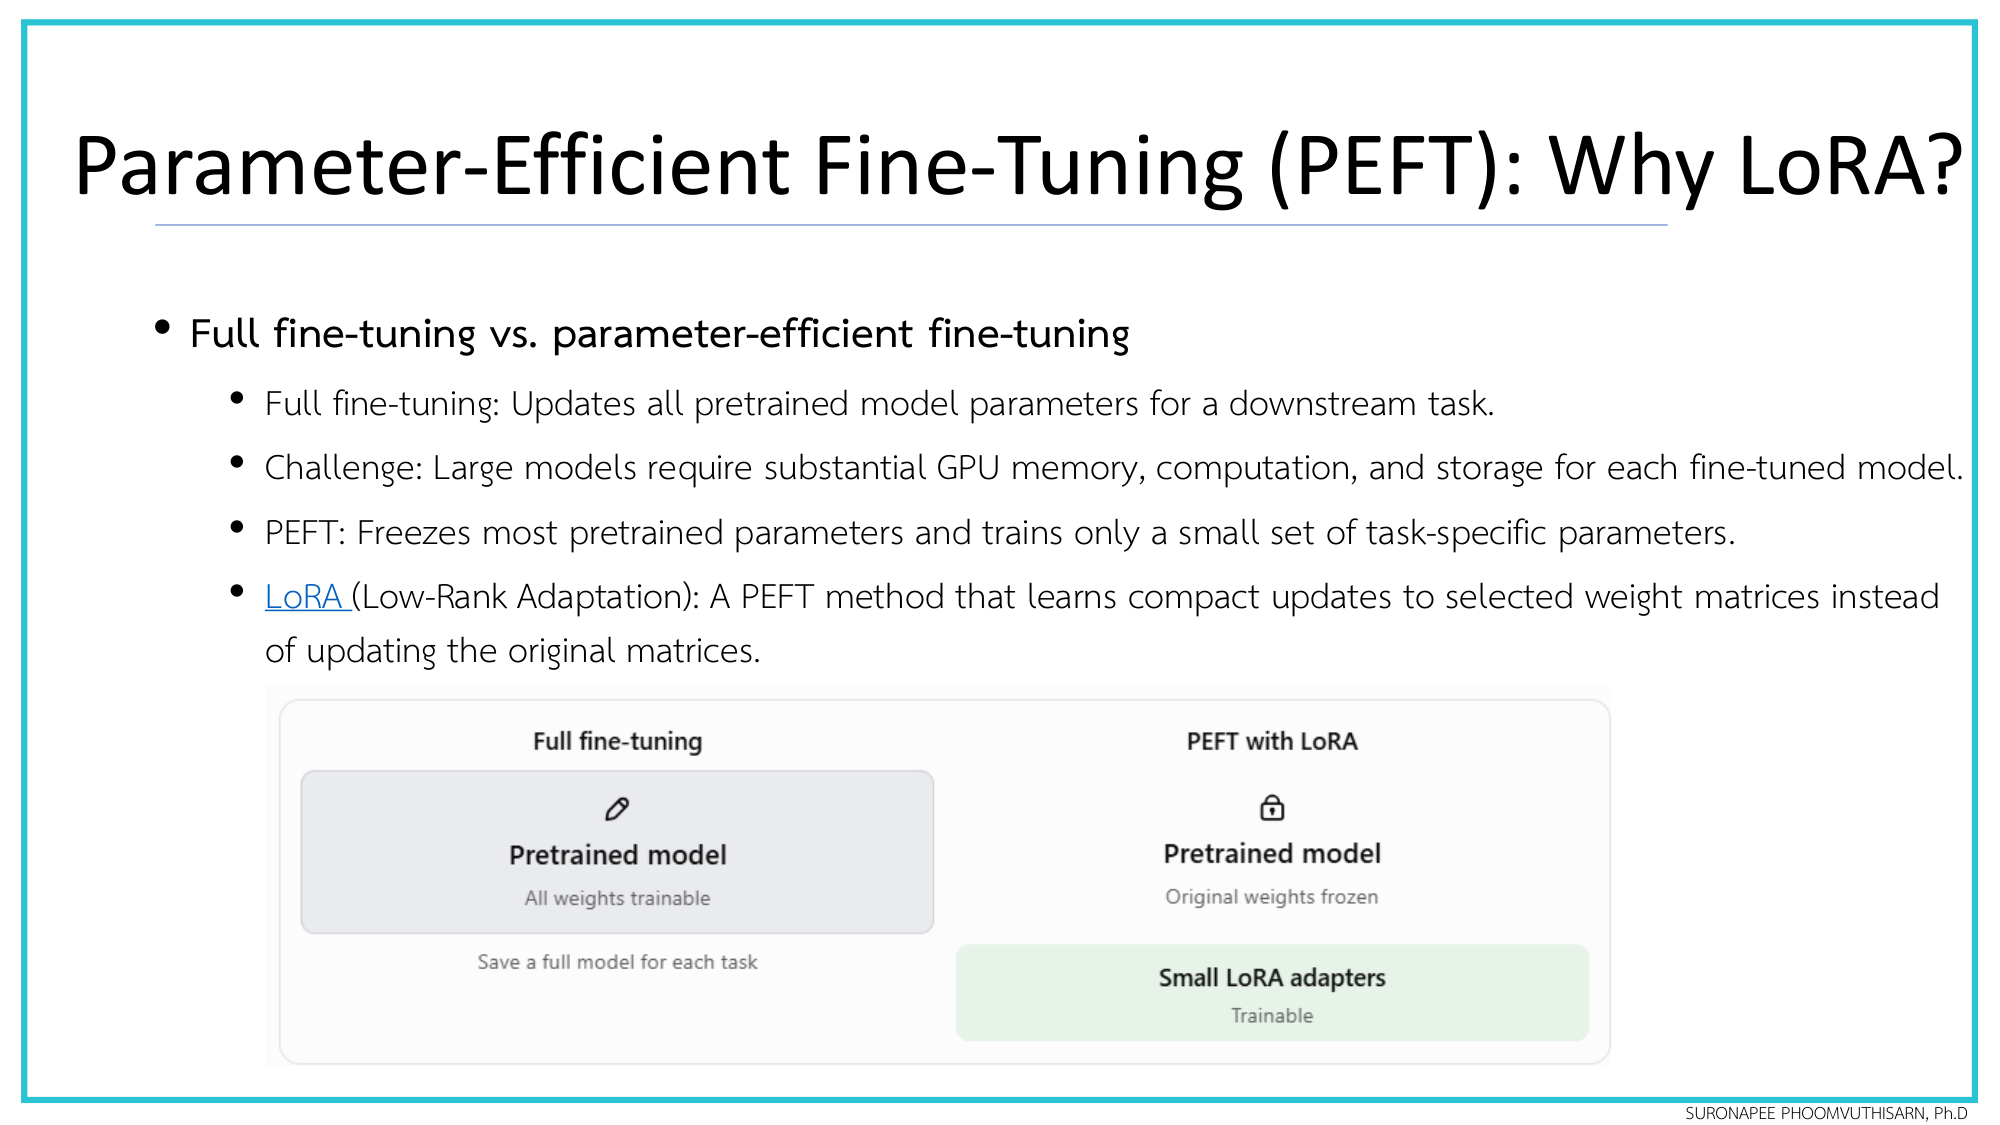 Parameter-Efficient Fine-Tuning (PEFT): Why LoRA?
• Full fine-tuning vs. parameter-efficient fine-tuning
• Full fine-tuning: Updates all pretrained model parameters for a downstream task.
• Challenge: Large models require substantial GPU memory, computation, and storage for each fine-tuned model.
• PEFT: Freezes most pretrained parameters and trains only a small set of task-specific parameters.
• LoRA (Low-Rank Adaptation): A PEFT method that learns compact updates to selected weight matrices instead
of updating the original matrices.
Full fine-tuning
Pretrained model
All weights trainable
Save a full model for each task
PEFT with LoRA
Pretrained model
Original weights frozen
Small LoRA adapters
Trainable
SURONAPEE PHOOMVUTHISARN, Ph.D